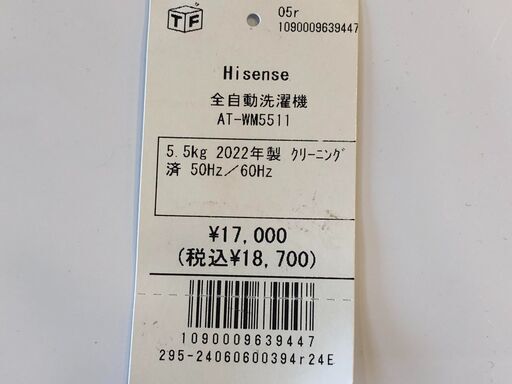 TF
05r
1090009639447
Hisense
全自動洗濯機
AT-WM5511
5.5kg 2022年製 ｸﾘｰﾆﾝｸﾞ
済 50Hz／60Hz
¥17,000
(税込¥18,700)
1090009639447
295-24060600394r24E